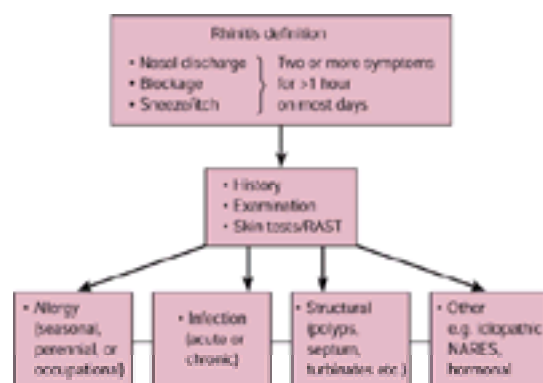 Rhinitis definition
• Nasal discharge
• Blockage
• Sneeze/itch
Two or more symptoms
for >1 hour
on most days
• History
• Examination
• Skin tests/RAST
• Allergy
(seasonal,
perennial, or
occupational)
• Infection
(acute or
chronic)
• Structural
(polyps,
septum,
turbinates etc.)
• Other
e.g. idiopathic
NARES,
hormonal